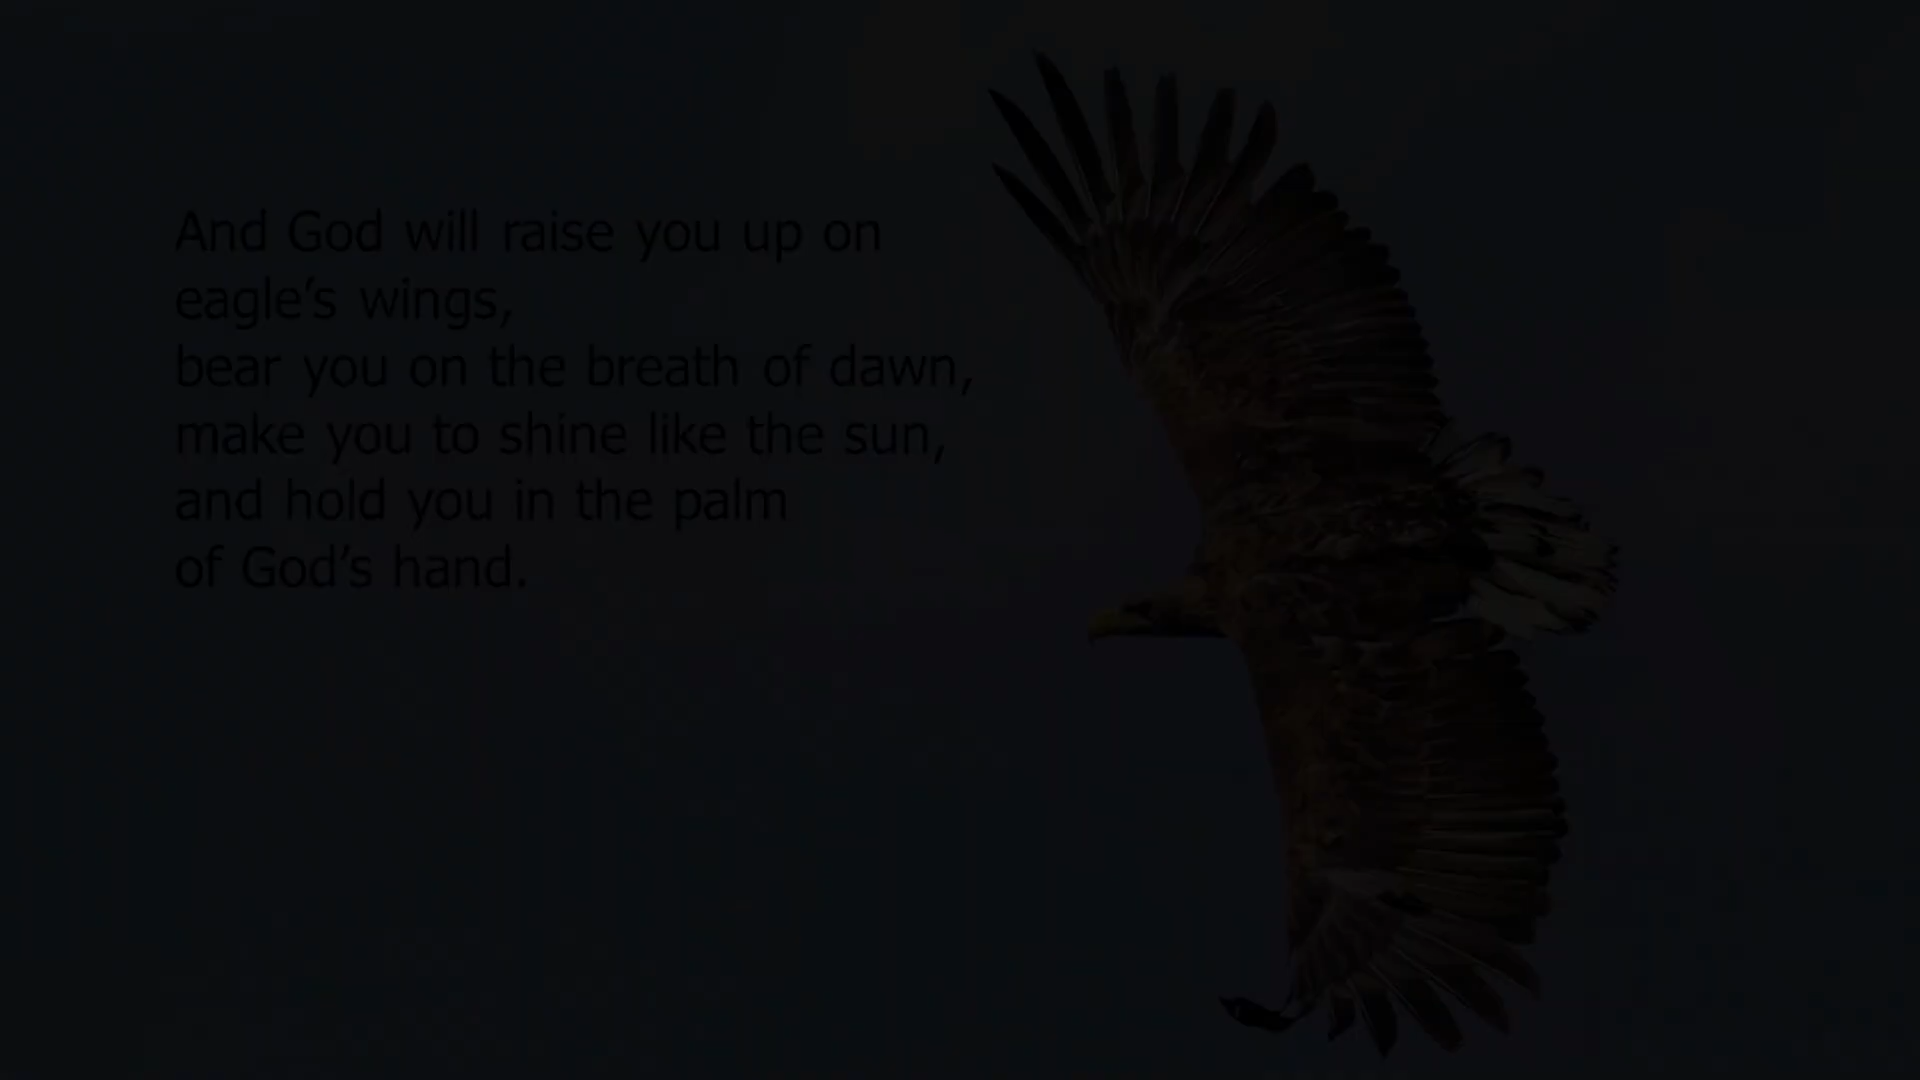 And God will raise you up on
eagle’s wings,
bear you on the breath of dawn,
make you to shine like the sun,
and hold you in the palm
of God’s hand.